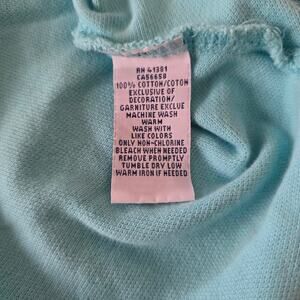 RN 41381
CA56658
100% COTTON/COTON
EXCLUSIVE OF
DECORATION/
GARNITURE EXCLUE
MACHINE WASH
WARM
WASH WITH
LIKE COLORS
ONLY NON-CHLORINE
BLEACH WHEN NEEDED
REMOVE PROMPTLY
TUMBLE DRY LOW
WARM IRON IF NEEDED